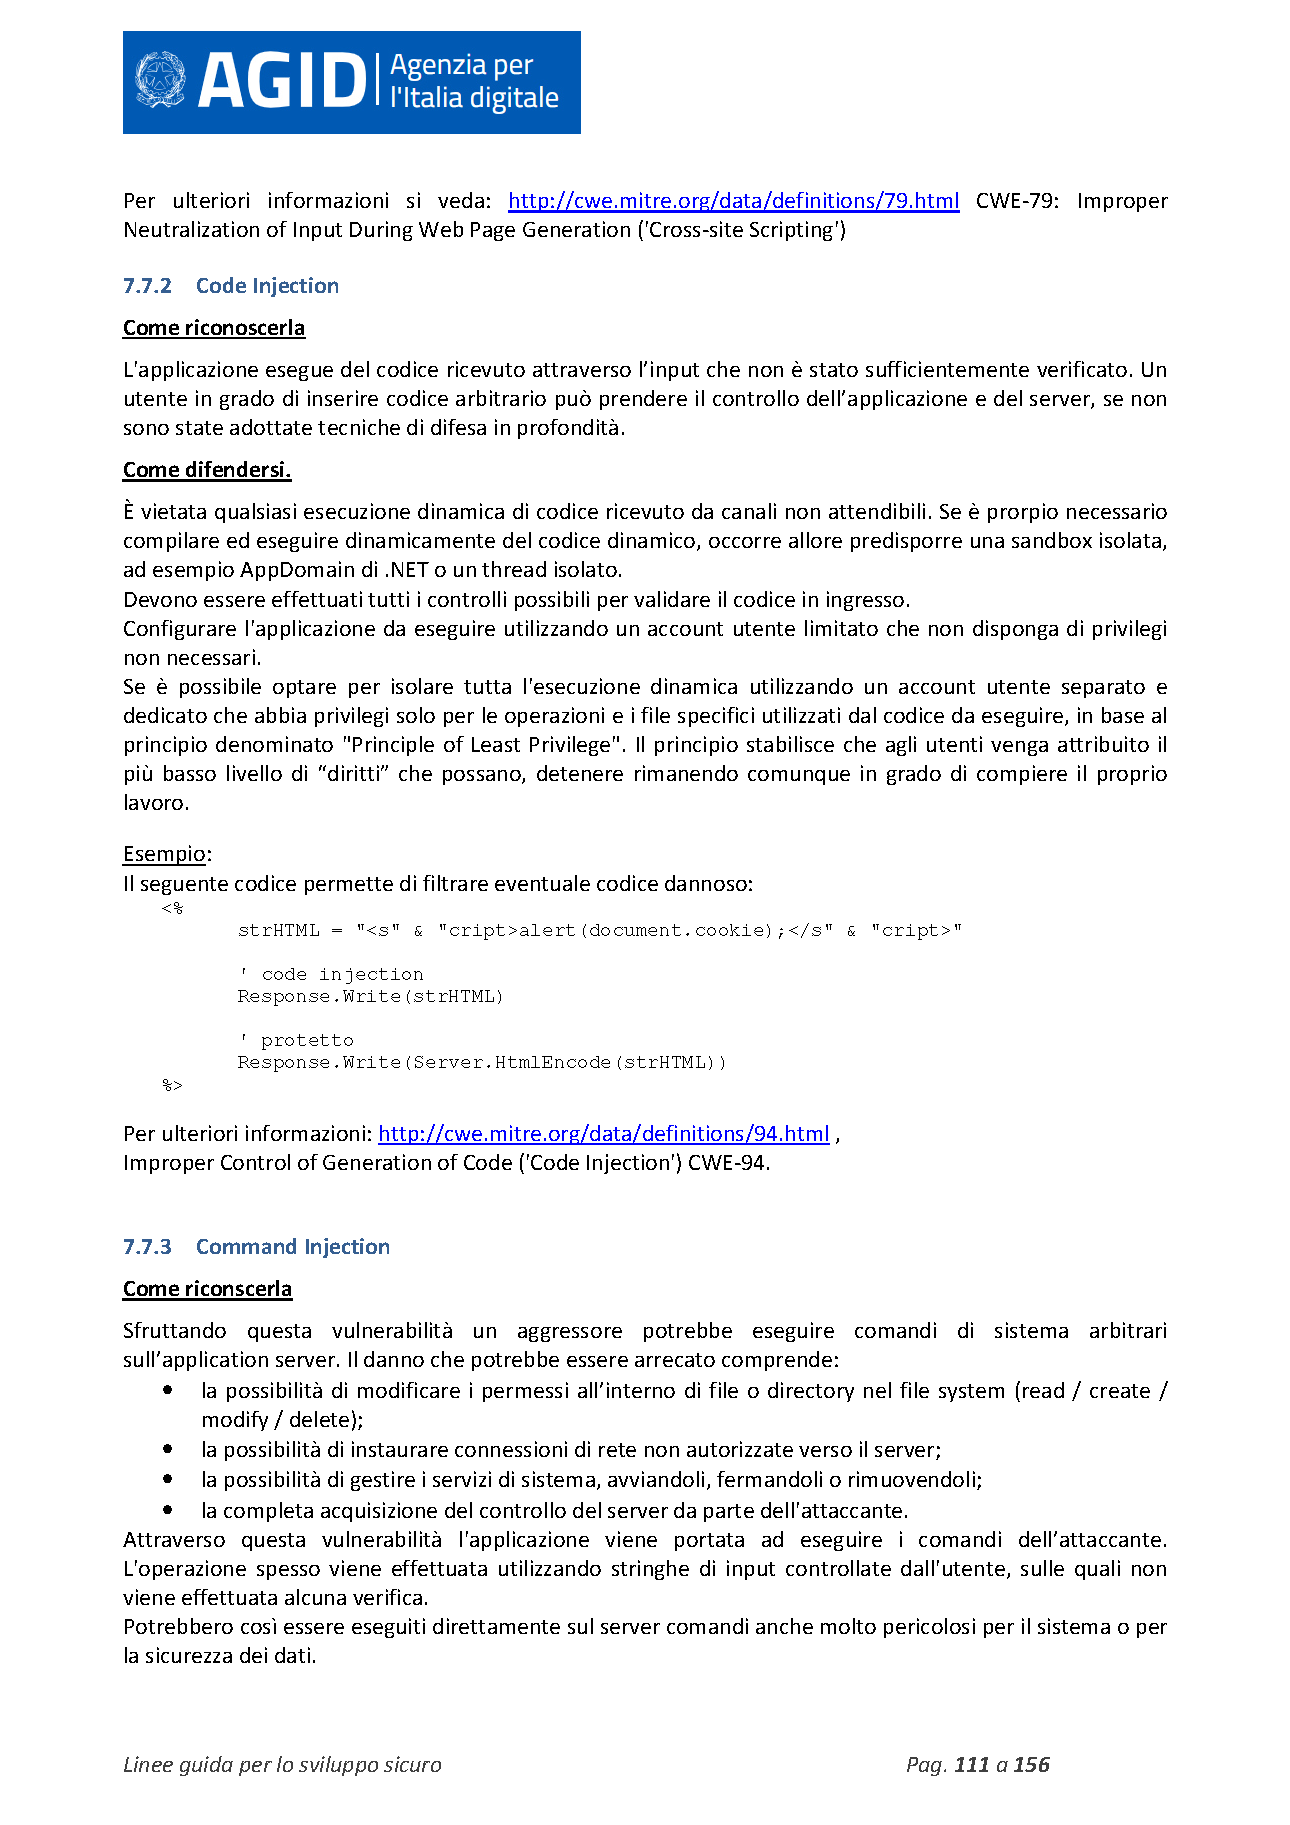 AGID Agenzia per
l'Italia digitale
Per ulteriori informazioni si veda: http://cwe.mitre.org/data/definitions/79.html CWE-79: Improper
Neutralization of Input During Web Page Generation ('Cross-site Scripting')
7.7.2 Code Injection
Come riconoscerla
L'applicazione esegue del codice ricevuto attraverso l’input che non è stato sufficientemente verificato. Un
utente in grado di inserire codice arbitrario può prendere il controllo dell’applicazione e del server, se non
sono state adottate tecniche di difesa in profondità.
Come difendersi.
È vietata qualsiasi esecuzione dinamica di codice ricevuto da canali non attendibili. Se è prorpio necessario
compilare ed eseguire dinamicamente del codice dinamico, occorre allore predisporre una sandbox isolata,
ad esempio AppDomain di .NET o un thread isolato.
Devono essere effettuati tutti i controlli possibili per validare il codice in ingresso.
Configurare l'applicazione da eseguire utilizzando un account utente limitato che non disponga di privilegi
non necessari.
Se è possibile optare per isolare tutta l'esecuzione dinamica utilizzando un account utente separato e
dedicato che abbia privilegi solo per le operazioni e i file specifici utilizzati dal codice da eseguire, in base al
principio denominato "Principle of Least Privilege". Il principio stabilisce che agli utenti venga attribuito il
più basso livello di “diritti” che possano, detenere rimanendo comunque in grado di compiere il proprio
lavoro.
Esempio:
Il seguente codice permette di filtrare eventuale codice dannoso:
<%
strHTML = "<s" & "cript>alert(document.cookie);</s" & "cript>"
' code injection
Response.Write(strHTML)
' protetto
Response.Write(Server.HtmlEncode(strHTML))
%>
Per ulteriori informazioni: http://cwe.mitre.org/data/definitions/94.html ,
Improper Control of Generation of Code ('Code Injection') CWE-94.
7.7.3 Command Injection
Come riconscerla
Sfruttando questa vulnerabilità un aggressore potrebbe eseguire comandi di sistema arbitrari
sull’application server. Il danno che potrebbe essere arrecato comprende:
• la possibilità di modificare i permessi all’interno di file o directory nel file system (read / create /
modify / delete);
• la possibilità di instaurare connessioni di rete non autorizzate verso il server;
• la possibilità di gestire i servizi di sistema, avviandoli, fermandoli o rimuovendoli;
• la completa acquisizione del controllo del server da parte dell'attaccante.
Attraverso questa vulnerabilità l'applicazione viene portata ad eseguire i comandi dell’attaccante.
L'operazione spesso viene effettuata utilizzando stringhe di input controllate dall'utente, sulle quali non
viene effettuata alcuna verifica.
Potrebbero così essere eseguiti direttamente sul server comandi anche molto pericolosi per il sistema o per
la sicurezza dei dati.
Linee guida per lo sviluppo sicuro Pag. 111 a 156